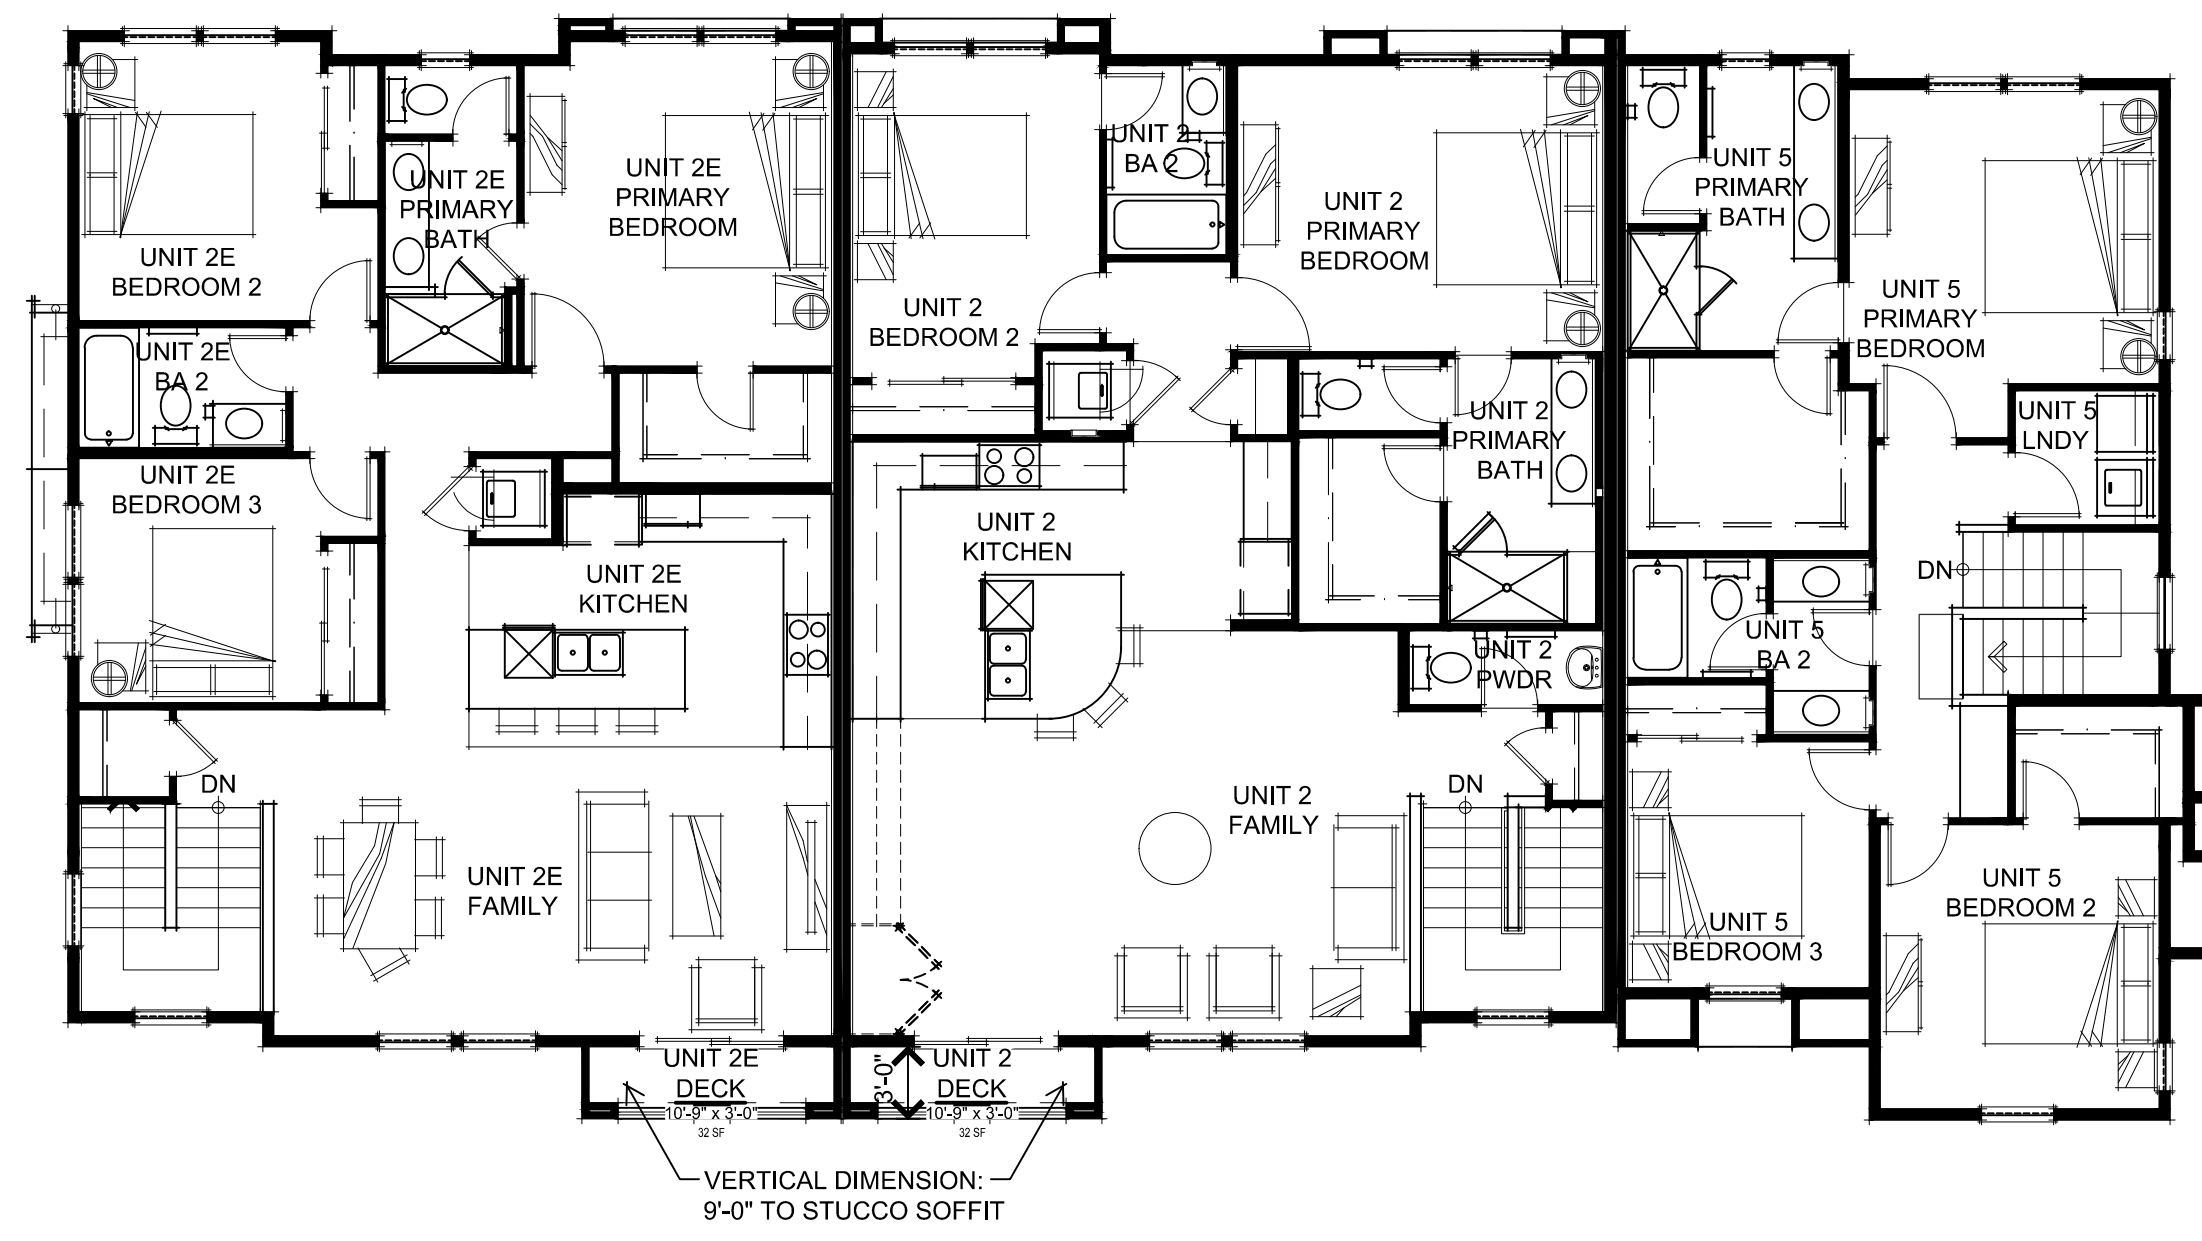 UNIT 2E
BEDROOM 2
UNIT 2E
PRIMARY
BATH
UNIT 2E
PRIMARY
BEDROOM
UNIT 2E
BA 2
UNIT 2E
BEDROOM 3
UNIT 2E
KITCHEN
DN
UNIT 2E
FAMILY
UNIT 2E
DECK
10'-9" x 3'-0"
32 SF
UNIT 2
BEDROOM 2
UNIT 2
BA 2
UNIT 2
PRIMARY
BEDROOM
UNIT 2
PRIMARY
BATH
UNIT 2
KITCHEN
UNIT 2
PWDR
UNIT 2
FAMILY
DN
3'-0"
UNIT 2
DECK
10'-9" x 3'-0"
32 SF
VERTICAL DIMENSION:
9'-0" TO STUCCO SOFFIT
UNIT 5
PRIMARY
BATH
UNIT 5
PRIMARY
BEDROOM
UNIT 5
LNDY
DN
UNIT 5
BA 2
UNIT 5
BEDROOM 3
UNIT 5
BEDROOM 2